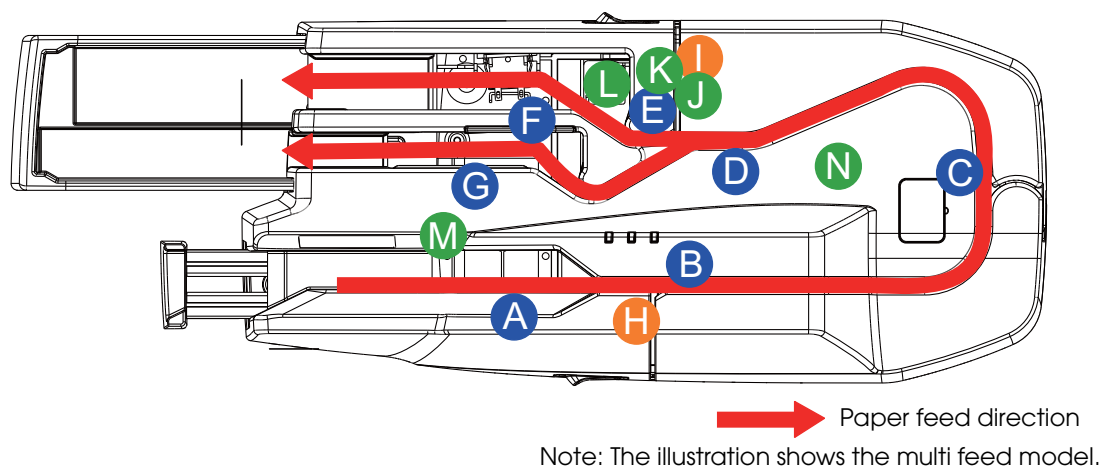 I
K
L
J
E
F
D
N
C
G
M
B
A
H
Paper feed direction
Note: The illustration shows the multi feed model.